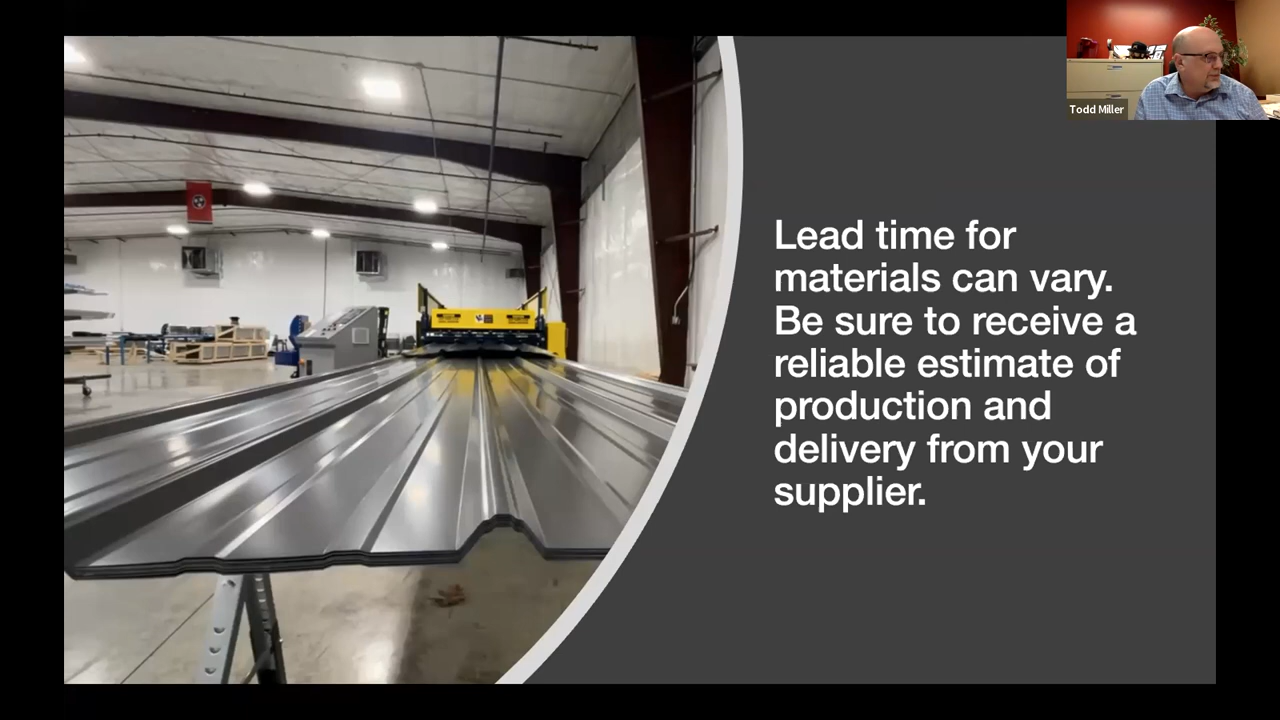 Todd Miller
Lead time for
materials can vary.
Be sure to receive a
reliable estimate of
production and
delivery from your
supplier.